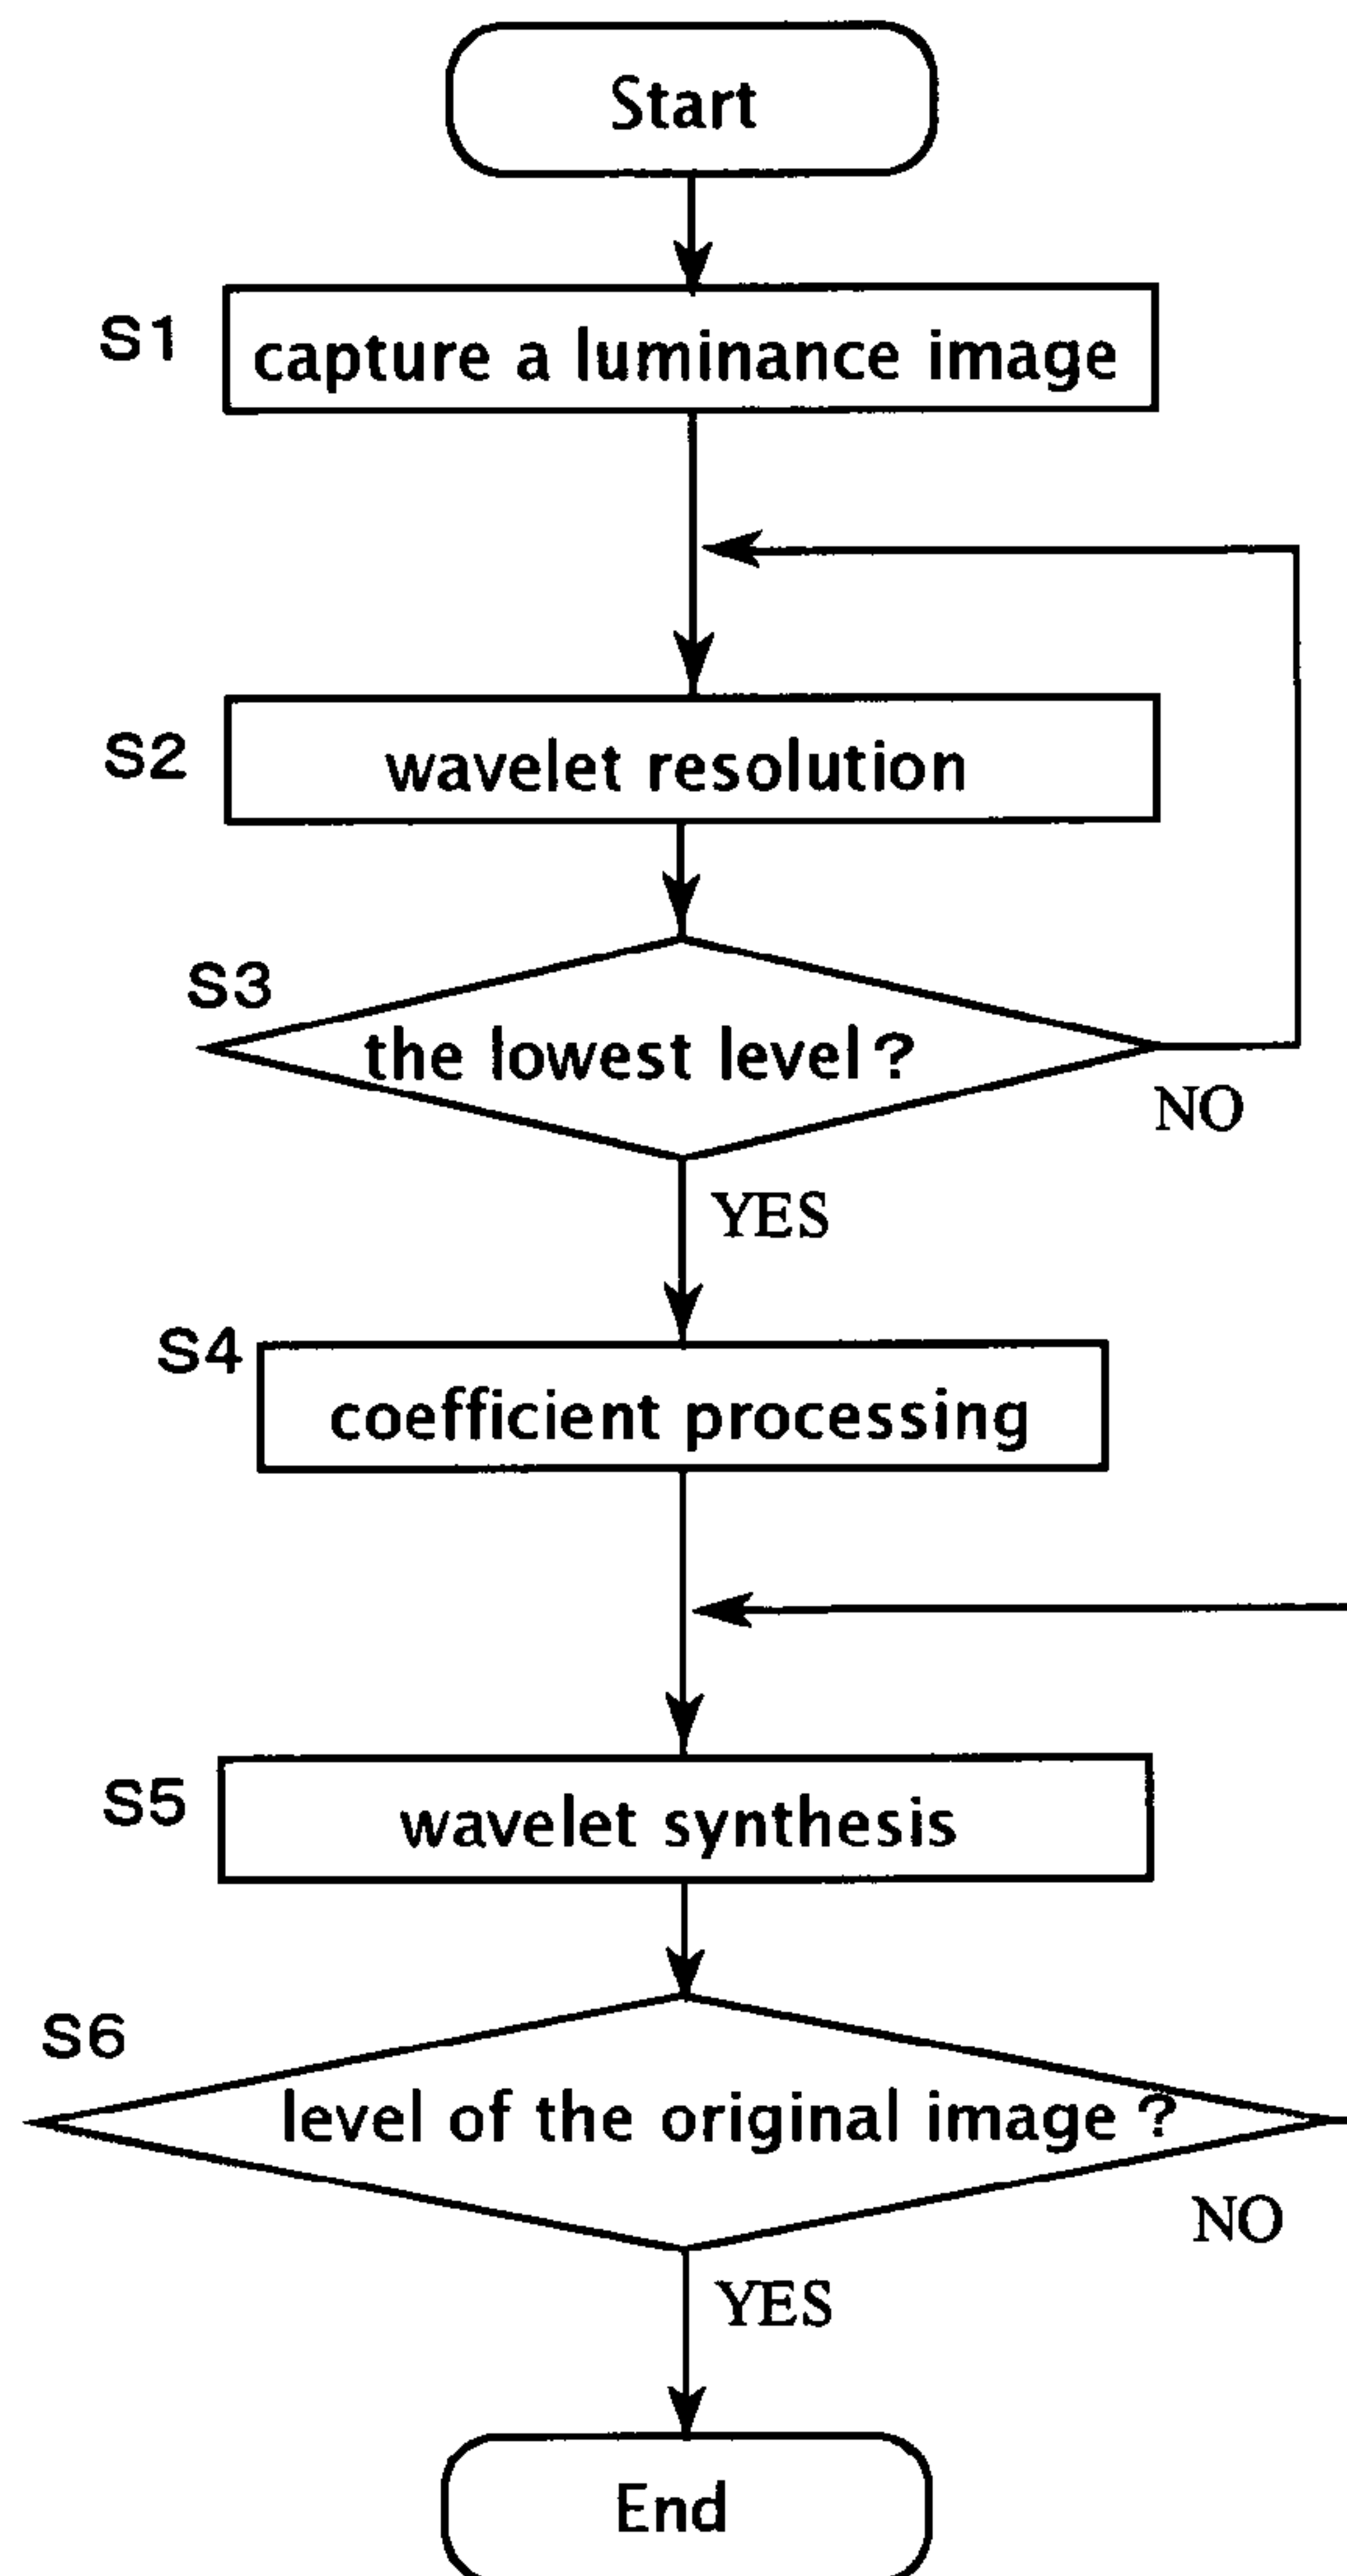 Start
S1
capture a luminance image
S2
wavelet resolution
S3
the lowest level ?
NO
YES
S4
coefficient processing
S5
wavelet synthesis
S6
level of the original image ?
NO
YES
End